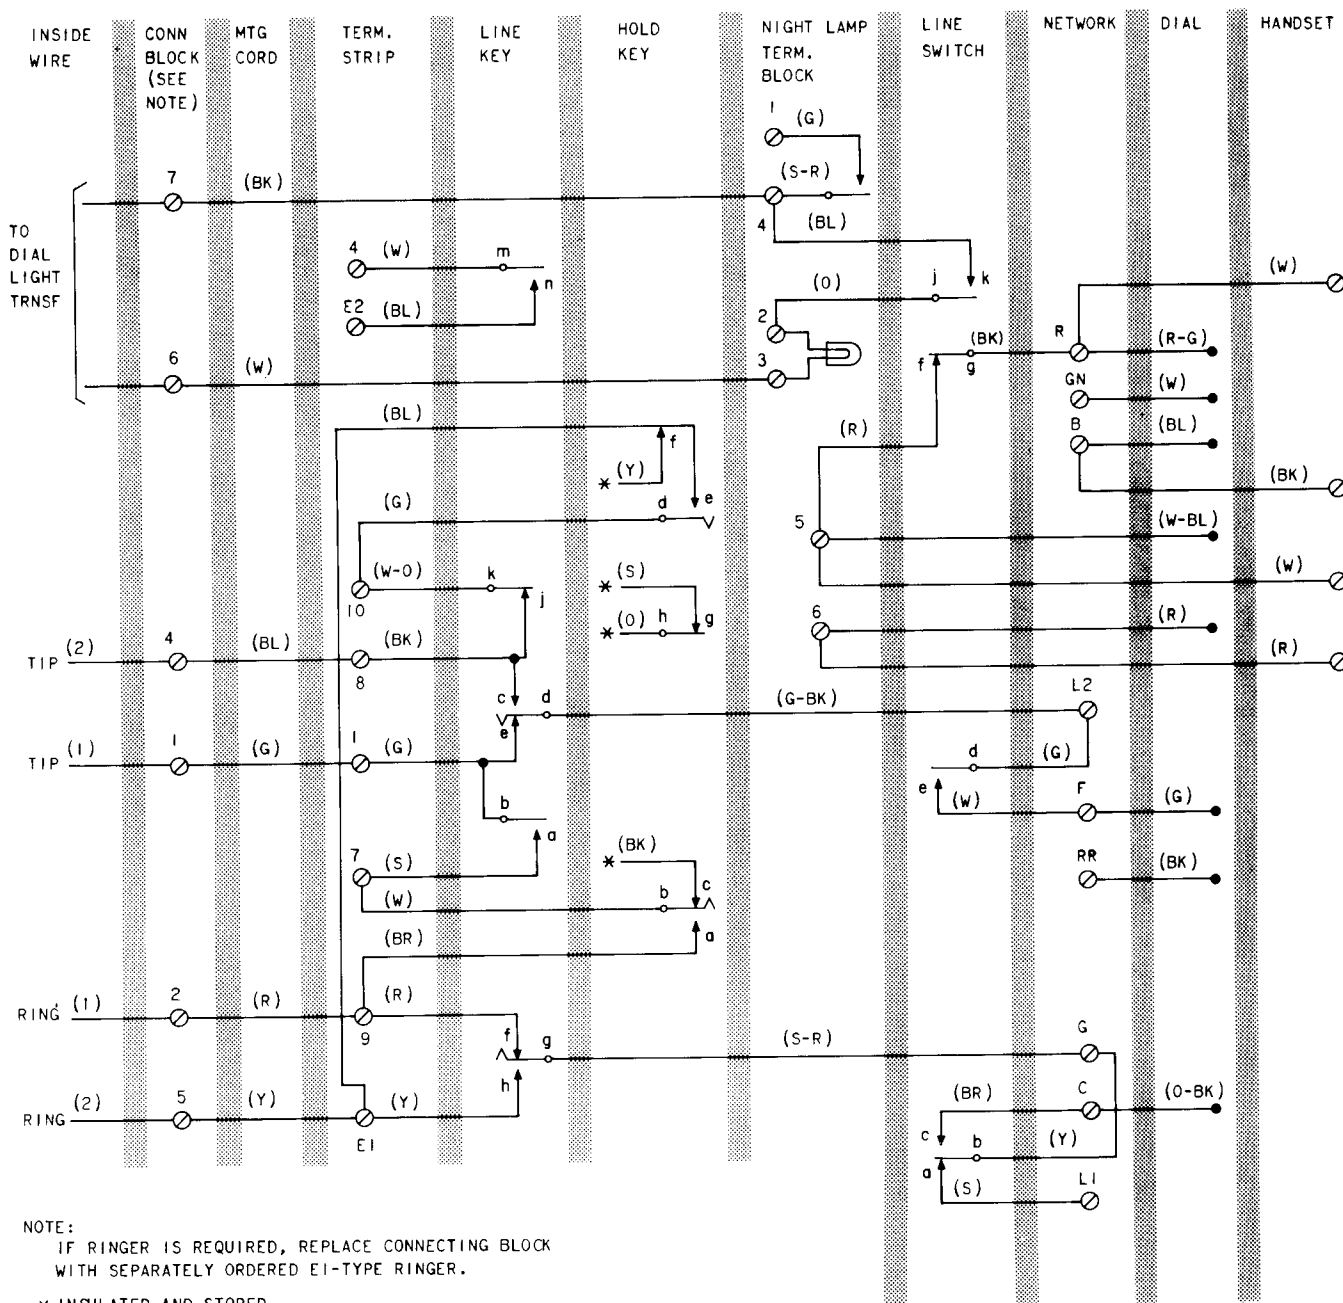 INSIDE WIRE
CONN BLOCK (SEE NOTE)
MTG CORD
TERM. STRIP
LINE KEY
HOLD KEY
NIGHT LAMP TERM. BLOCK
LINE SWITCH
NETWORK
DIAL
HANDSET
1 (G)
7 (BK) (S-R)
4 (BL)
TO DIAL LIGHT TRNSF
4 (W) m n
(O) j k (W)
E2 (BL)
2
(BK) R (R-G)
f g
6 (W) 3
GN (W)
(BL) f (R) B (BL)
* (Y)
(BK)
(G) d e
5 (W-BL)
(W-O) k j
10
* (S)
(W)
* (O) h g
6 (R)
TIP (2) 4 (BL) (BK)
8
(R)
c d (G-BK) L2
e
TIP (1) 1 (G) 1 (G)
d (G)
e (W) F (G)
b a
* (BK)
RR (BK)
7 (S)
(W) b c
(BR) a
RING (1) 2 (R) (R)
9
f g (S-R) G
h
RING (2) 5 (Y) (Y)
E1
(BR) C (O-BK)
c b (Y)
a (S) L1
NOTE:
IF RINGER IS REQUIRED, REPLACE CONNECTING BLOCK
WITH SEPARATELY ORDERED E1-TYPE RINGER.